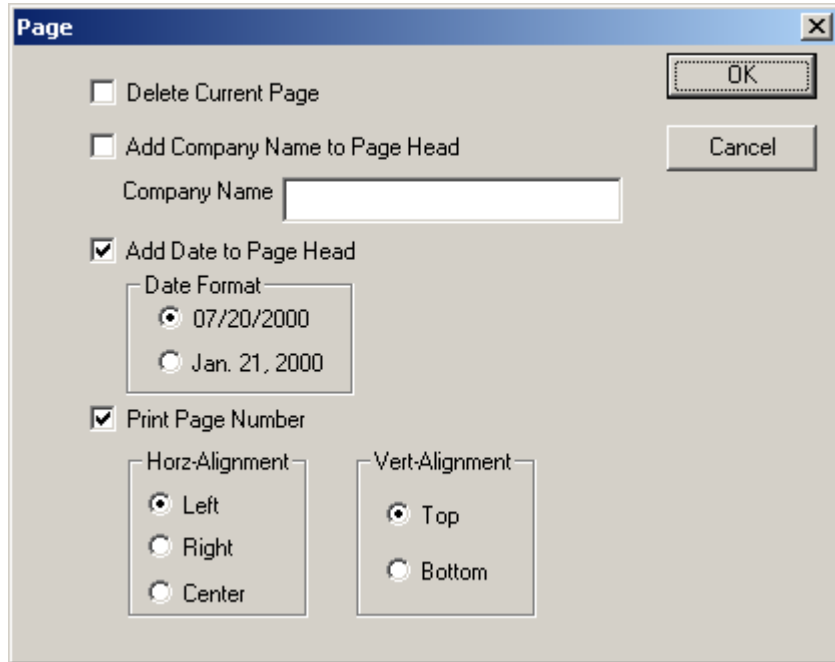 Page
OK
Delete Current Page
Add Company Name to Page Head
Cancel
Company Name
Add Date to Page Head
Date Format
07/20/2000
Jan. 21, 2000
Print Page Number
Horz-Alignment
Vert-Alignment
Left
Top
Right
Bottom
Center